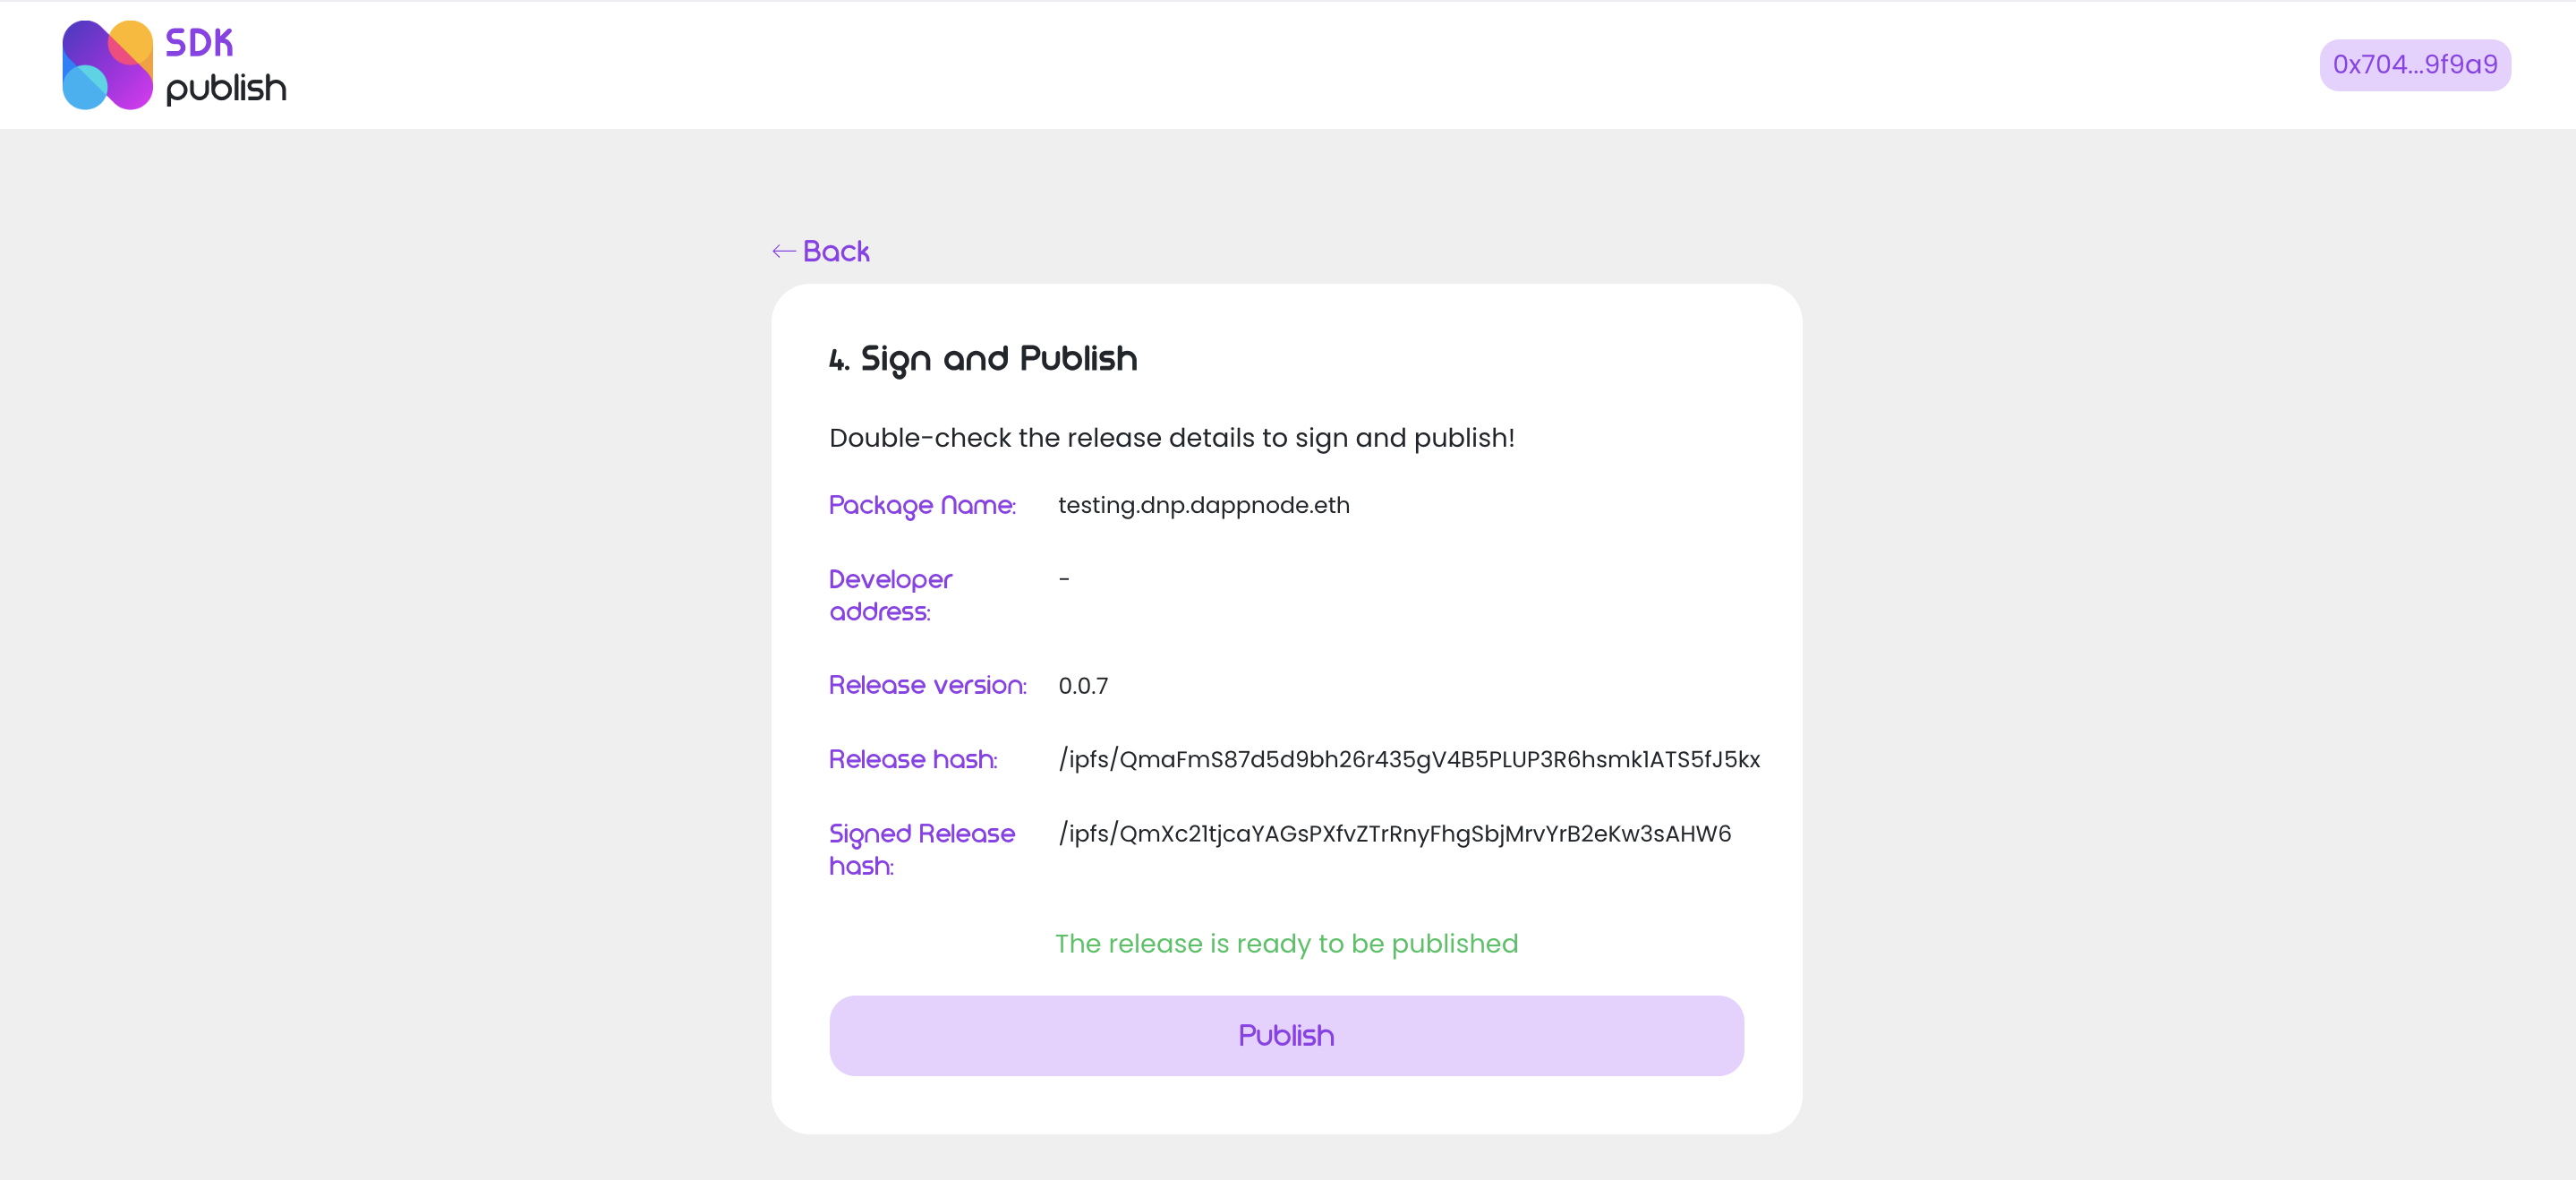 SDK
publish
0x704...9f9a9
← Back
4. Sign and Publish
Double-check the release details to sign and publish!
Package Name: testing.dnp.dappnode.eth
Developer address: -
Release version: 0.0.7
Release hash: /ipfs/QmaFmS87d5d9bh26r435gV4B5PLUP3R6hsmk1ATS5fJ5kx
Signed Release hash: /ipfs/QmXc21tjcaYAGsPXfvZTrRnyFhgSbjMrvYrB2eKw3sAHW6
The release is ready to be published
Publish